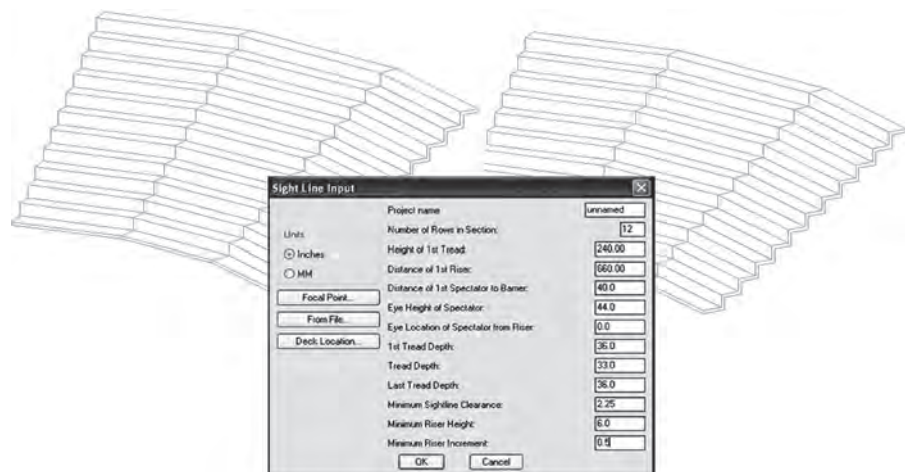 Sight Line Input
Project name unnamed
Number of Rows in Section: 12
Units
Height of 1st Tread: 240.00
Inches
Distance of 1st Riser: 660.00
MM
Distance of 1st Spectator to Barrier: 40.0
Focal Point...
Eye Height of Spectator: 44.0
From File...
Eye Location of Spectator from Riser: 0.0
Deck Location...
1st Tread Depth: 36.0
Tread Depth: 33.0
Last Tread Depth: 36.0
Minimum Sightline Clearance: 2.25
Minimum Riser Height: 6.0
Minimum Riser Increment: 0.5
OK Cancel